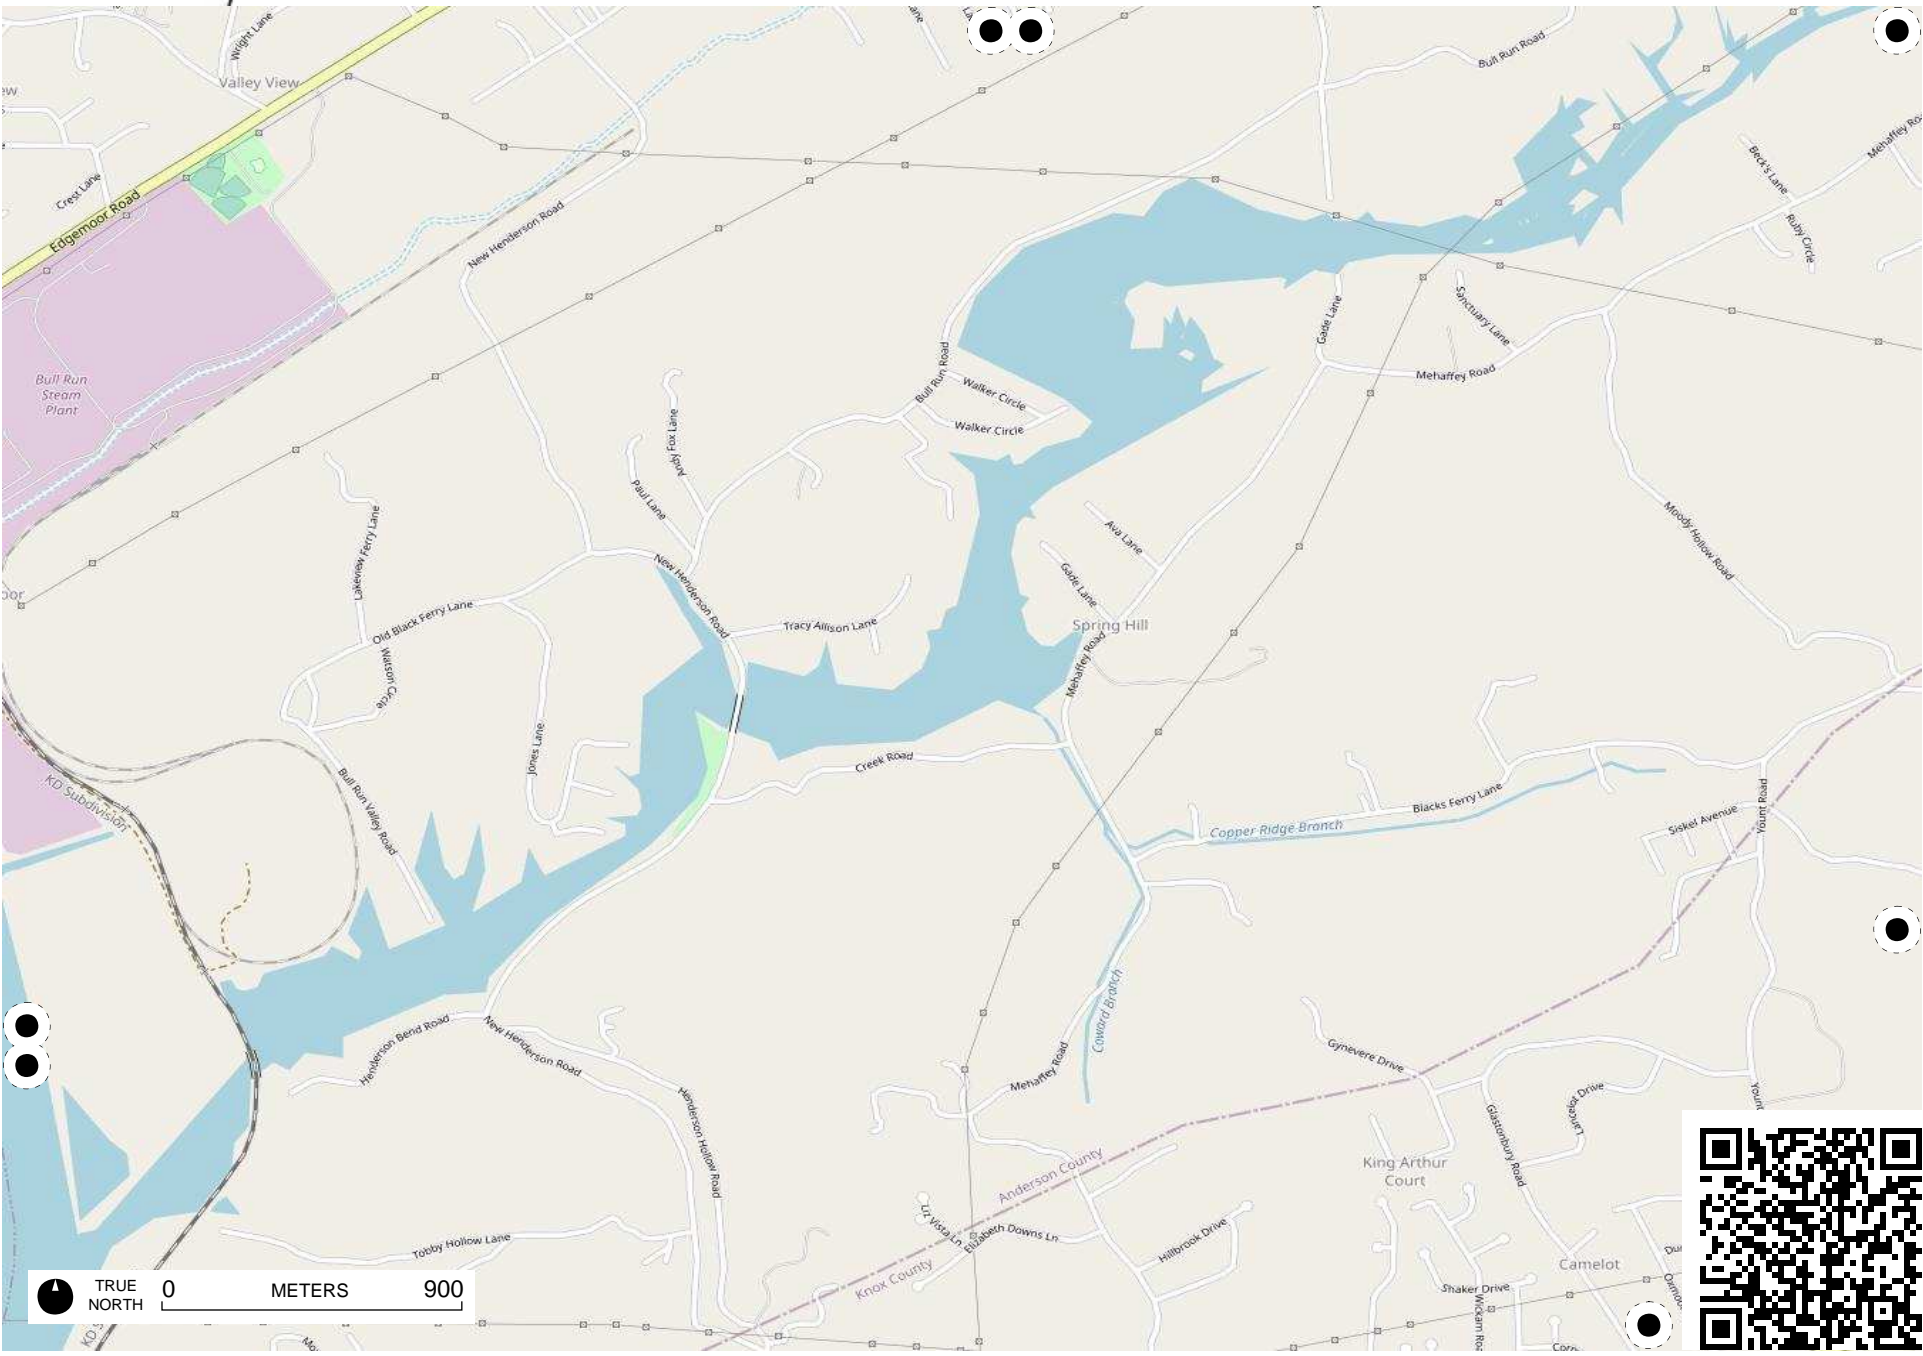 Wright Lane
Valley View
Bull Run Road
Crest Lane
Edgemoor Road
New Henderson Road
Beck's Lane
Ruby Circle
Bull Run
Steam
Plant
Gade Lane
Sanctuary Lane
Mehaffey Road
Bull Run Road
Walker Circle
Walker Circle
Andy Fox Lane
Paul Lane
Ava Lane
Gade Lane
Moody Hollow Road
Lakeview Ferry Lane
Old Black Ferry Lane
New Henderson Road
Tracy Allison Lane
Spring Hill
Mehaffey Road
Watson Circle
Jones Lane
Creek Road
KD Subdivision
Bull Run Valley Road
Blacks Ferry Lane
Copper Ridge Branch
Siskel Avenue
Yount Road
Coward Branch
Henderson Bend Road
New Henderson Road
Mehaffey Road
Gynevere Drive
Lancelot Drive
Glastonbury Road
Henderson Hollow Road
King Arthur
Court
Anderson County
Knox County
Liz Vista Ln
Elizabeth Downs Ln
Hillbrook Drive
Tobby Hollow Lane
Camelot
Shaker Drive
TRUE
NORTH
0 METERS 900